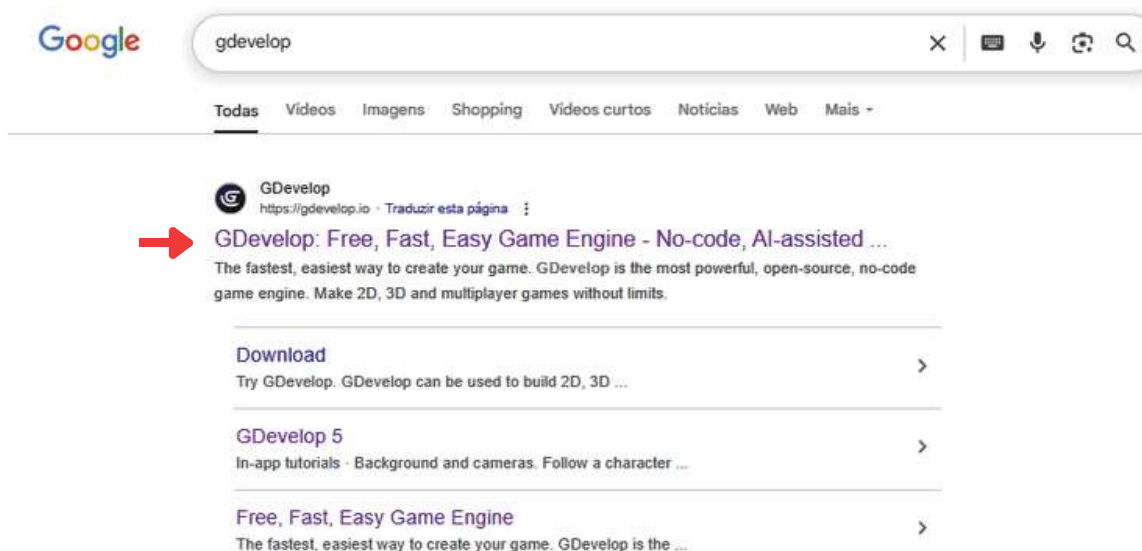 Google
gdevelop
Todas Vídeos Imagens Shopping Vídeos curtos Notícias Web Mais
GDevelop
https://gdevelop.io · Traduzir esta página
GDevelop: Free, Fast, Easy Game Engine - No-code, AI-assisted ...
The fastest, easiest way to create your game. GDevelop is the most powerful, open-source, no-code
game engine. Make 2D, 3D and multiplayer games without limits.
Download
Try GDevelop. GDevelop can be used to build 2D, 3D ...
GDevelop 5
In-app tutorials · Background and cameras. Follow a character ...
Free, Fast, Easy Game Engine
The fastest, easiest way to create your game. GDevelop is the ...